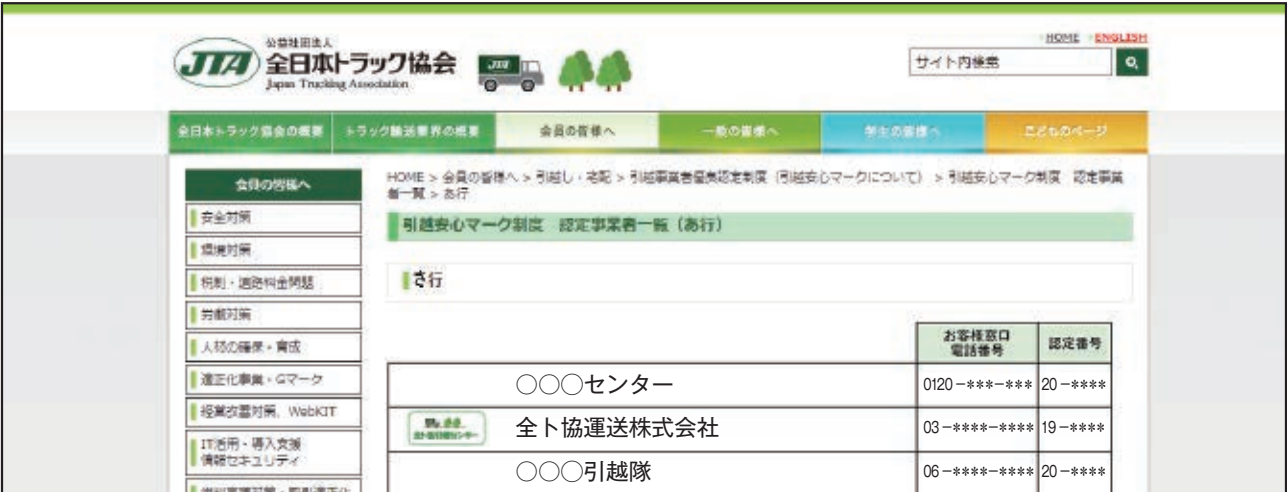 HOME ENGLISH
公益社団法人
JTA 全日本トラック協会 JTA
Japan Trucking Association
サイト内検索
全日本トラック協会の概要 トラック輸送業界の概要 会員の皆様へ 一般の皆様へ 学生の皆様へ こどものページ
会員の皆様へ
HOME > 会員の皆様へ > 引越し・宅配 > 引越事業者優良認定制度（引越安心マークについて） > 引越安心マーク制度 認定事業
者一覧 > あ行
引越安心マーク制度 認定事業者一覧（あ行）
安全対策
環境対策
税制・道路料金問題
労働対策
人材の確保・育成
適正化事業・Gマーク
経営改善対策、WebKIT
IT活用・導入支援
情報セキュリティ
さ行
お客様窓口
電話番号
認定番号
○○○センター 0120-***-*** 20-****
全ト協運送株式会社 03-****-**** 19-****
○○○引越隊 06-****-**** 20-****